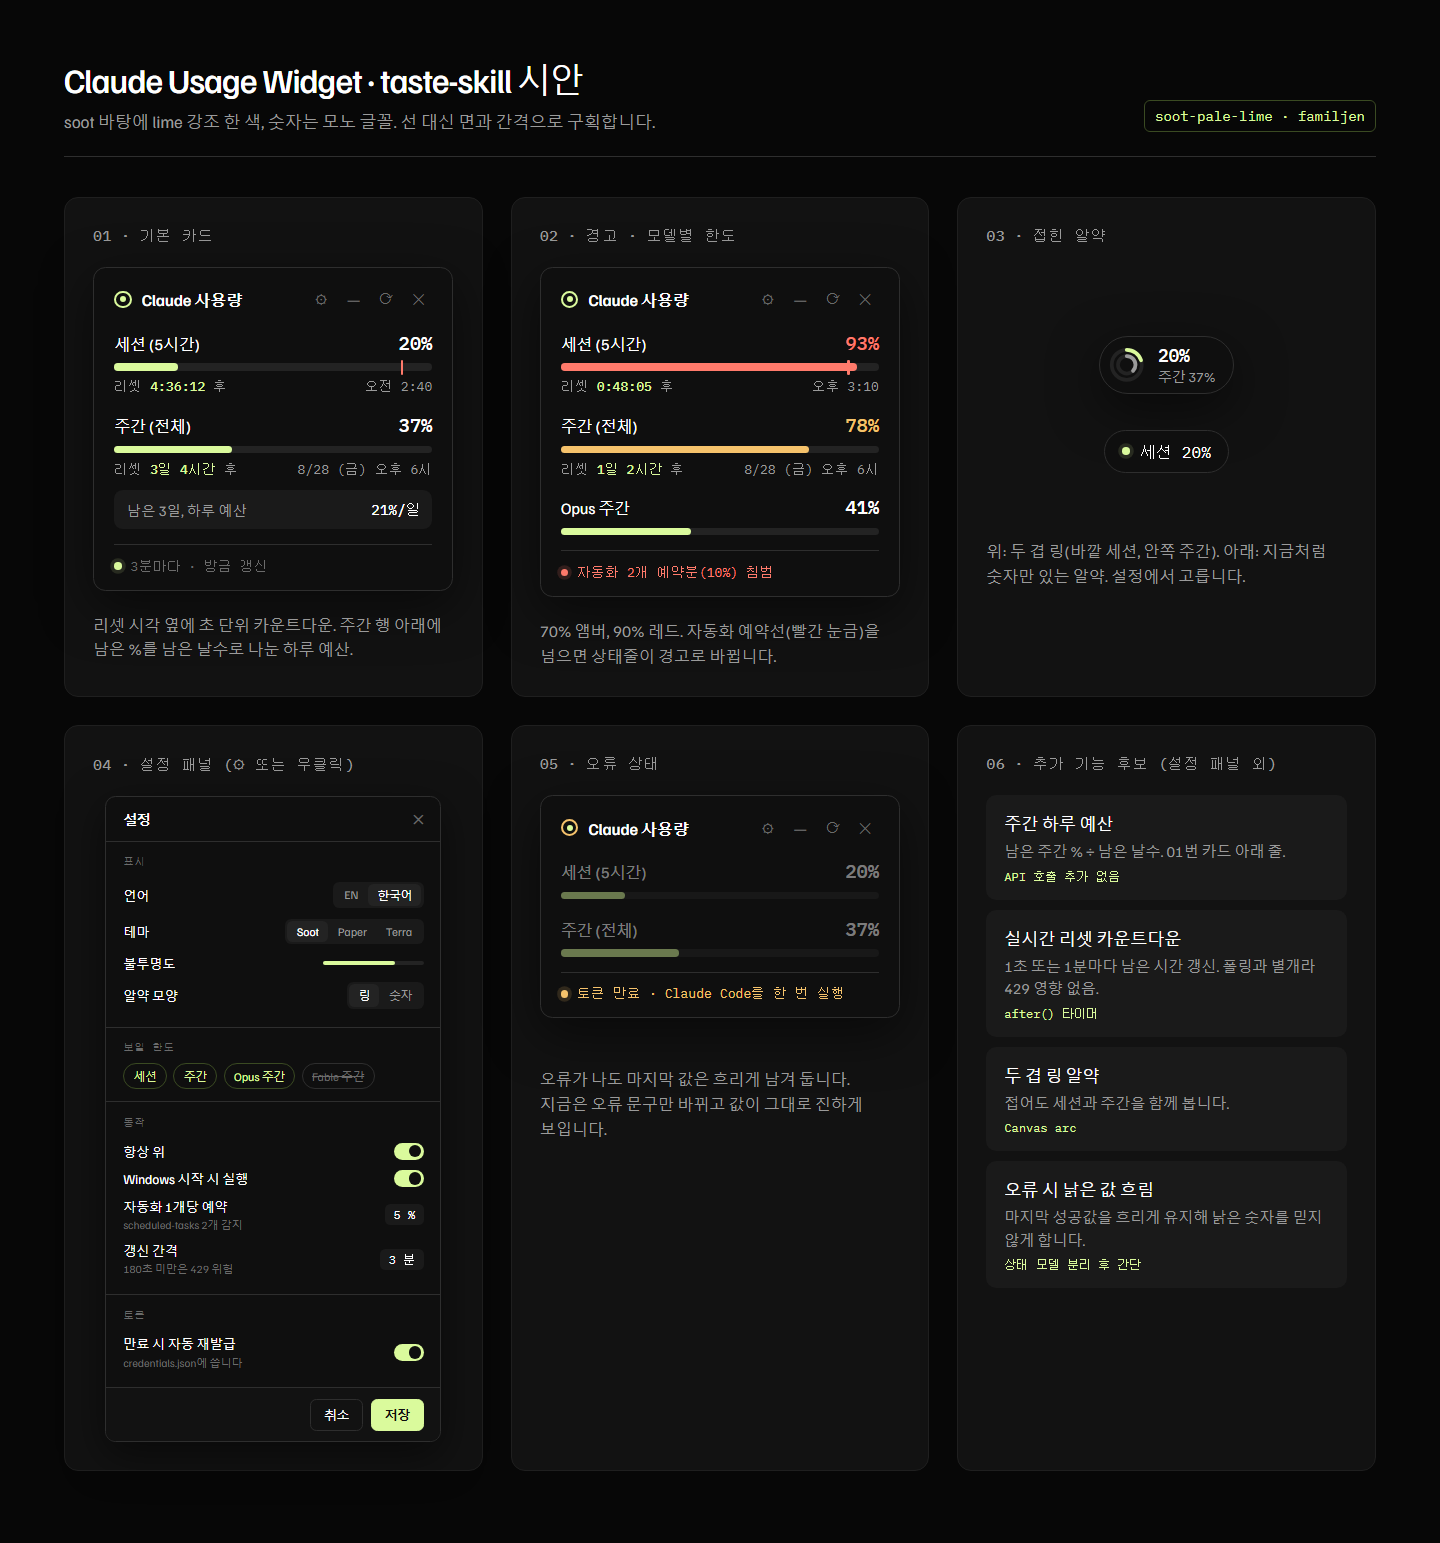 Claude Usage Widget · taste-skill 시안
soot 바탕에 lime 강조 한 색, 숫자는 모노 글꼴. 선 대신 면과 간격으로 구획합니다.
soot-pale-lime · familjen
01 · 기본 카드
Claude 사용량
세션 (5시간) 20%
리셋 4:36:12 후 오전 2:40
주간 (전체) 37%
리셋 3일 4시간 후 8/28 (금) 오후 6시
남은 3일, 하루 예산 21%/일
3분마다 · 방금 갱신
리셋 시각 옆에 초 단위 카운트다운. 주간 행 아래에
남은 %를 남은 날수로 나눈 하루 예산.
02 · 경고 · 모델별 한도
Claude 사용량
세션 (5시간) 93%
리셋 0:48:05 후 오후 3:10
주간 (전체) 78%
리셋 1일 2시간 후 8/28 (금) 오후 6시
Opus 주간 41%
자동화 2개 예약분(10%) 침범
70% 앰버, 90% 레드. 자동화 예약선(빨간 눈금)을
넘으면 상태줄이 경고로 바뀝니다.
03 · 접힌 알약
20%
주간 37%
세션 20%
위: 두 겹 링(바깥 세션, 안쪽 주간). 아래: 지금처럼
숫자만 있는 알약. 설정에서 고릅니다.
04 · 설정 패널 (⚙ 또는 우클릭)
설정
표시
언어 EN 한국어
테마 Soot Paper Terra
불투명도
알약 모양 링 숫자
보일 한도
세션 주간 Opus 주간 Fable 주간
동작
항상 위
Windows 시작 시 실행
자동화 1개당 예약 5 %
scheduled-tasks 2개 감지
갱신 간격 3 분
180초 미만은 429 위험
토큰
만료 시 자동 재발급
credentials.json에 씁니다
취소 저장
05 · 오류 상태
Claude 사용량
세션 (5시간) 20%
주간 (전체) 37%
토큰 만료 · Claude Code를 한 번 실행
오류가 나도 마지막 값은 흐리게 남겨 둡니다.
지금은 오류 문구만 바뀌고 값이 그대로 진하게
보입니다.
06 · 추가 기능 후보 (설정 패널 외)
주간 하루 예산
남은 주간 % ÷ 남은 날수. 01번 카드 아래 줄.
API 호출 추가 없음
실시간 리셋 카운트다운
1초 또는 1분마다 남은 시간 갱신. 폴링과 별개라
429 영향 없음.
after() 타이머
두 겹 링 알약
접어도 세션과 주간을 함께 봅니다.
Canvas arc
오류 시 낡은 값 흐림
마지막 성공값을 흐리게 유지해 낡은 숫자를 믿지
않게 합니다.
상태 모델 분리 후 간단